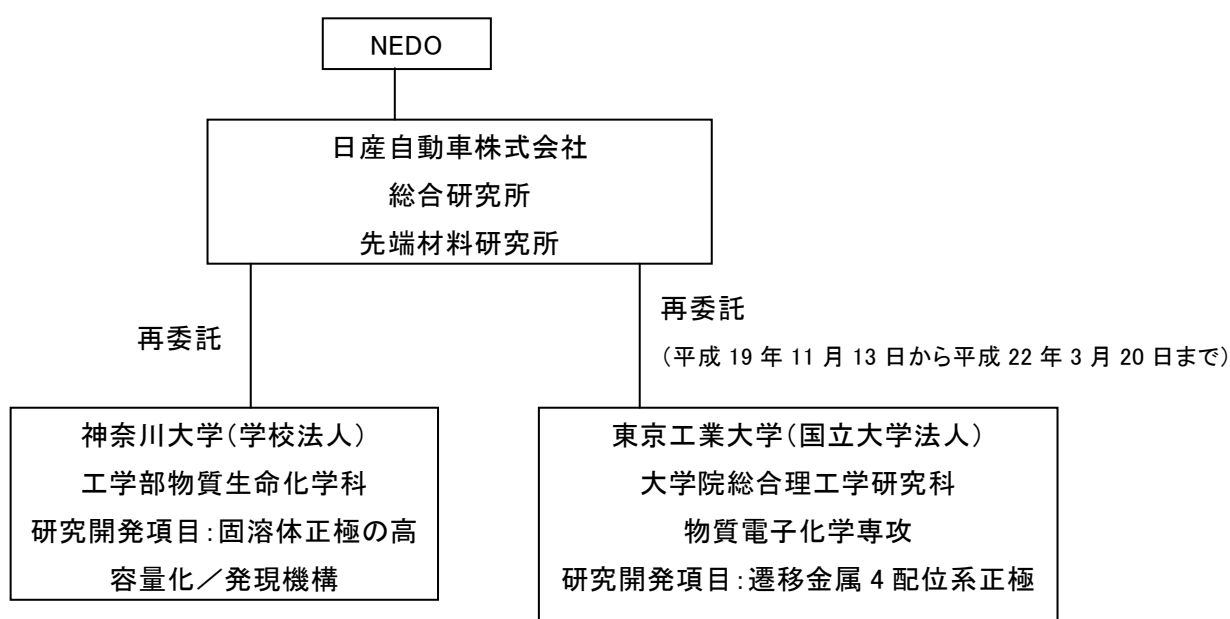 NEDO
日産自動車株式会社
総合研究所
先端材料研究所
再委託
再委託
（平成 19 年 11 月 13 日から平成 22 年 3 月 20 日まで）
神奈川大学（学校法人）
工学部物質生命化学科
研究開発項目：固溶体正極の高
容量化／発現機構
東京工業大学（国立大学法人）
大学院総合理工学研究科
物質電子化学専攻
研究開発項目：遷移金属 4 配位系正極